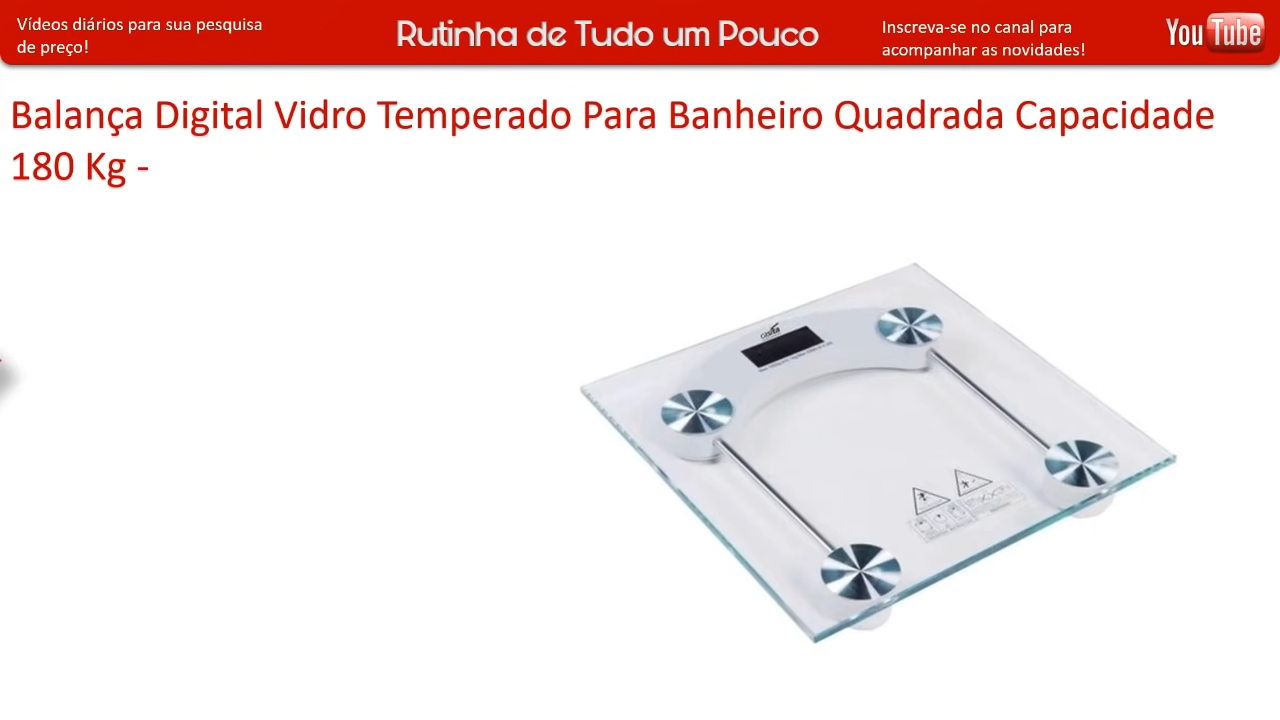 Vídeos diários para sua pesquisa
de preço!
Rutinha de Tudo um Pouco
Inscreva-se no canal para
acompanhar as novidades!
YouTube
Balança Digital Vidro Temperado Para Banheiro Quadrada Capacidade
180 Kg -
casita